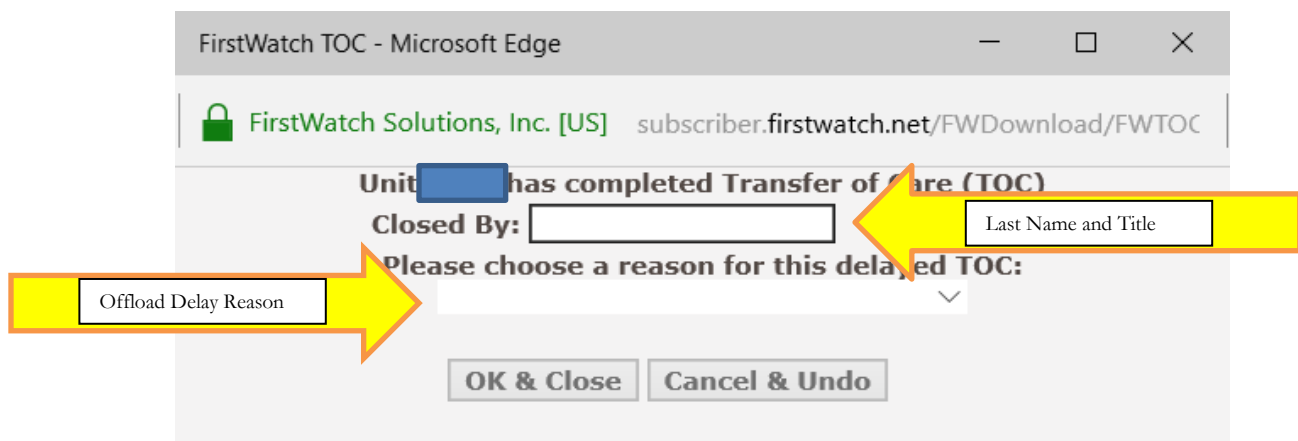 FirstWatch TOC - Microsoft Edge
FirstWatch Solutions, Inc. [US] subscriber.firstwatch.net/FWDownload/FWTOC
Unit has completed Transfer of Care (TOC)
Closed By:
Last Name and Title
Please choose a reason for this delayed TOC:
Offload Delay Reason
OK & Close Cancel & Undo